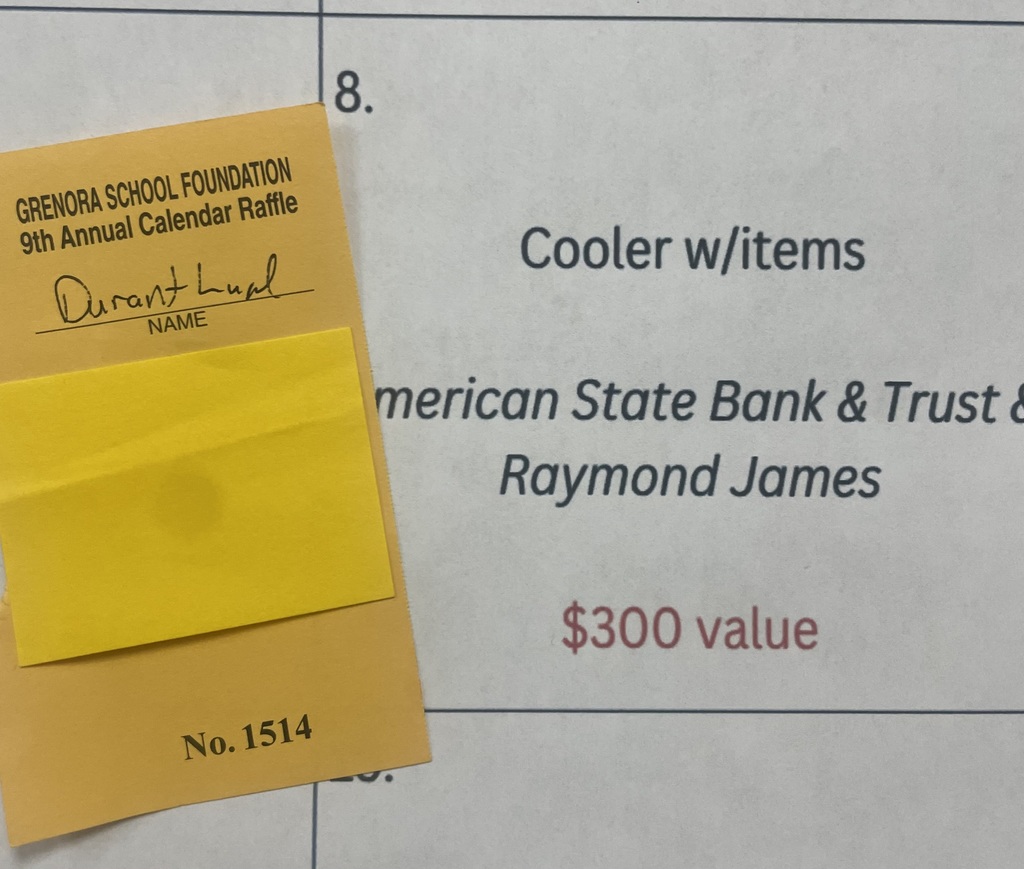 8.
GRENORA SCHOOL FOUNDATION
9th Annual Calendar Raffle
Durant
NAME
No. 1514
Cooler w/items
merican State Bank & Trust &
Raymond James
$300 value